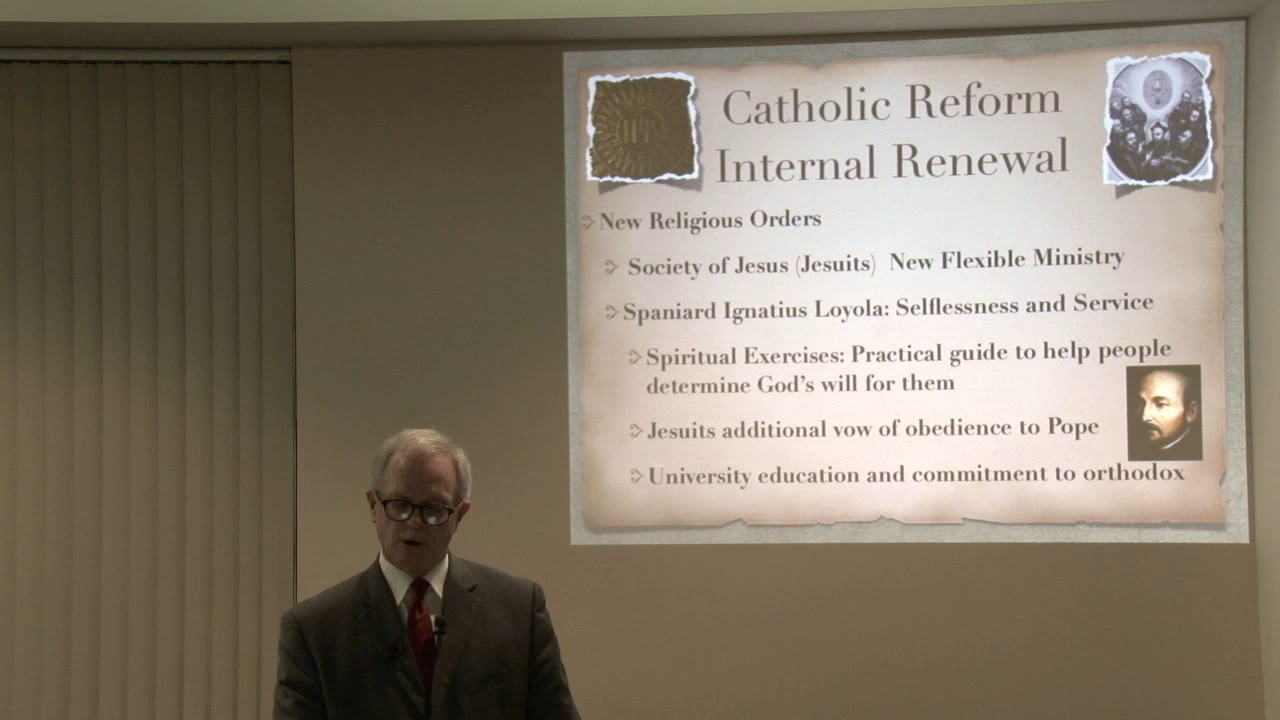 Catholic Reform
Internal Renewal
New Religious Orders
Society of Jesus (Jesuits) New Flexible Ministry
Spaniard Ignatius Loyola: Selflessness and Service
Spiritual Exercises: Practical guide to help people
determine God's will for them
Jesuits additional vow of obedience to Pope
University education and commitment to orthodox